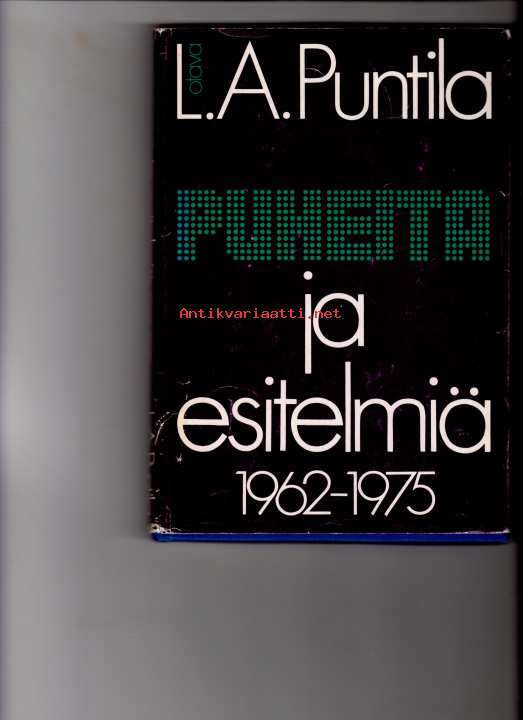 otava
L.A.Puntila
PUHEITA
ja
Antikvariaatti.net
esitelmiä
1962-1975